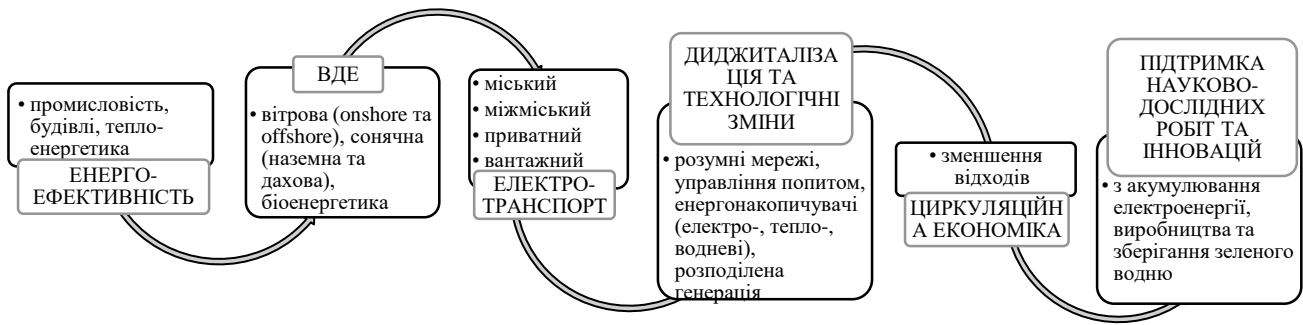 • промисловість,
будівлі, тепло-
енергетика
ЕНЕРГО-
ЕФЕКТИВНІСТЬ
ВДЕ
• вітрова (onshore та
offshore), сонячна
(наземна та
дахова),
біоенергетика
• міський
• міжміський
• приватний
• вантажний
ЕЛЕКТРО-
ТРАНСПОРТ
ДИДЖИТАЛІЗА
ЦІЯ ТА
ТЕХНОЛОГІЧНІ
ЗМІНИ
• розумні мережі,
управління попитом,
енергонакопичувачі
(електро-, тепло-,
водневі),
розподілена
генерація
• зменшення
відходів
ЦИРКУЛЯЦІЙН
А ЕКОНОМІКА
ПІДТРИМКА
НАУКОВО-
ДОСЛІДНИХ
РОБІТ ТА
ІННОВАЦІЙ
• з акумулювання
електроенергії,
виробництва та
зберігання зеленого
водню